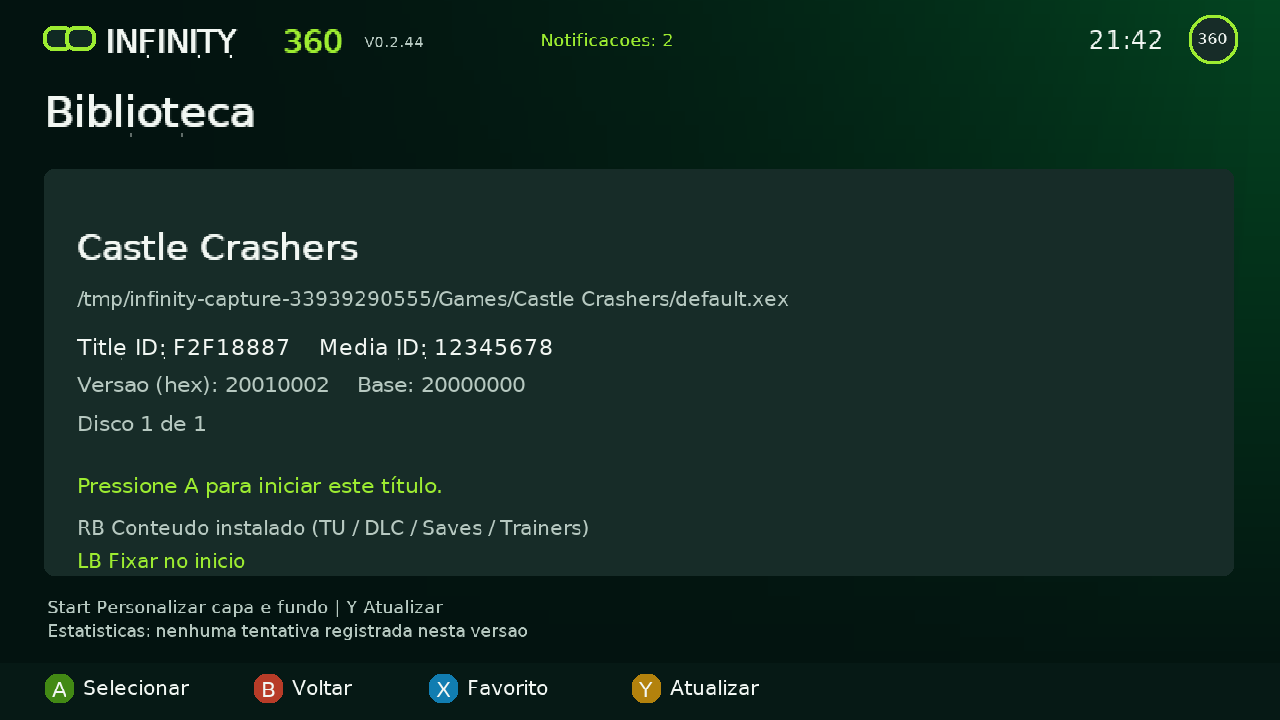 INFINITY 360 V0.2.44 Notificacoes: 2 21:42 360
Biblioteca
Castle Crashers
/tmp/infinity-capture-33939290555/Games/Castle Crashers/default.xex
Title ID: F2F18887 Media ID: 12345678
Versao (hex): 20010002 Base: 20000000
Disco 1 de 1
Pressione A para iniciar este título.
RB Conteudo instalado (TU / DLC / Saves / Trainers)
LB Fixar no inicio
Start Personalizar capa e fundo | Y Atualizar
Estatisticas: nenhuma tentativa registrada nesta versao
A Selecionar B Voltar X Favorito Y Atualizar